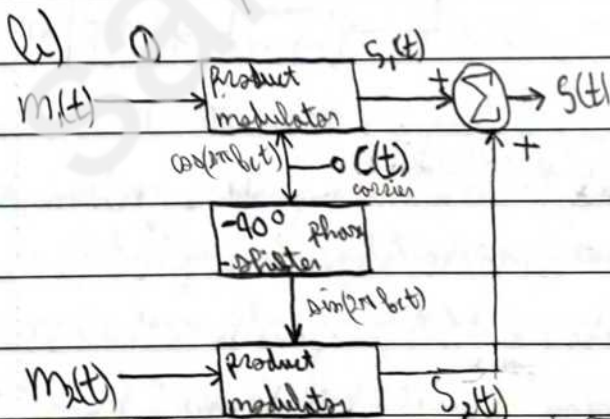 b) ①
S₁(t)
m₁(t)
product
modulator
+
Σ
S(t)
cos(2πfct)
C(t)
carrier
+
-90° phase
-shifter
sin(2πfct)
m₂(t)
product
modulator
S₂(t)